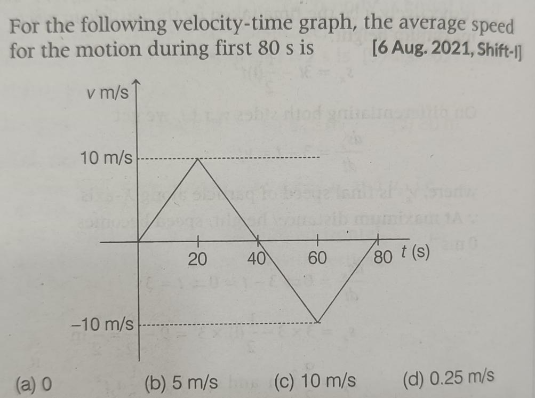 For the following velocity-time graph, the average speed
for the motion during first 80 s is [6 Aug. 2021, Shift-I]
v m/s
10 m/s
20 40 60 80 t (s)
–10 m/s
(a) 0 (b) 5 m/s (c) 10 m/s (d) 0.25 m/s